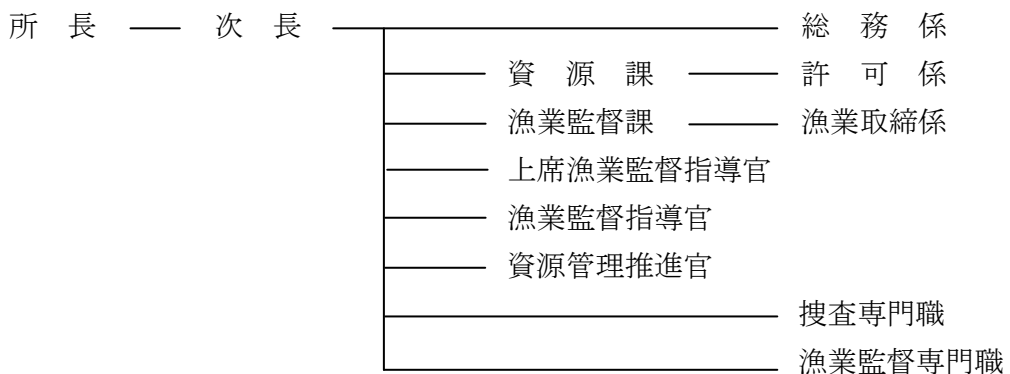 所長 次長 総務係
資源課 許可係
漁業監督課 漁業取締係
上席漁業監督指導官
漁業監督指導官
資源管理推進官
捜査専門職
漁業監督専門職